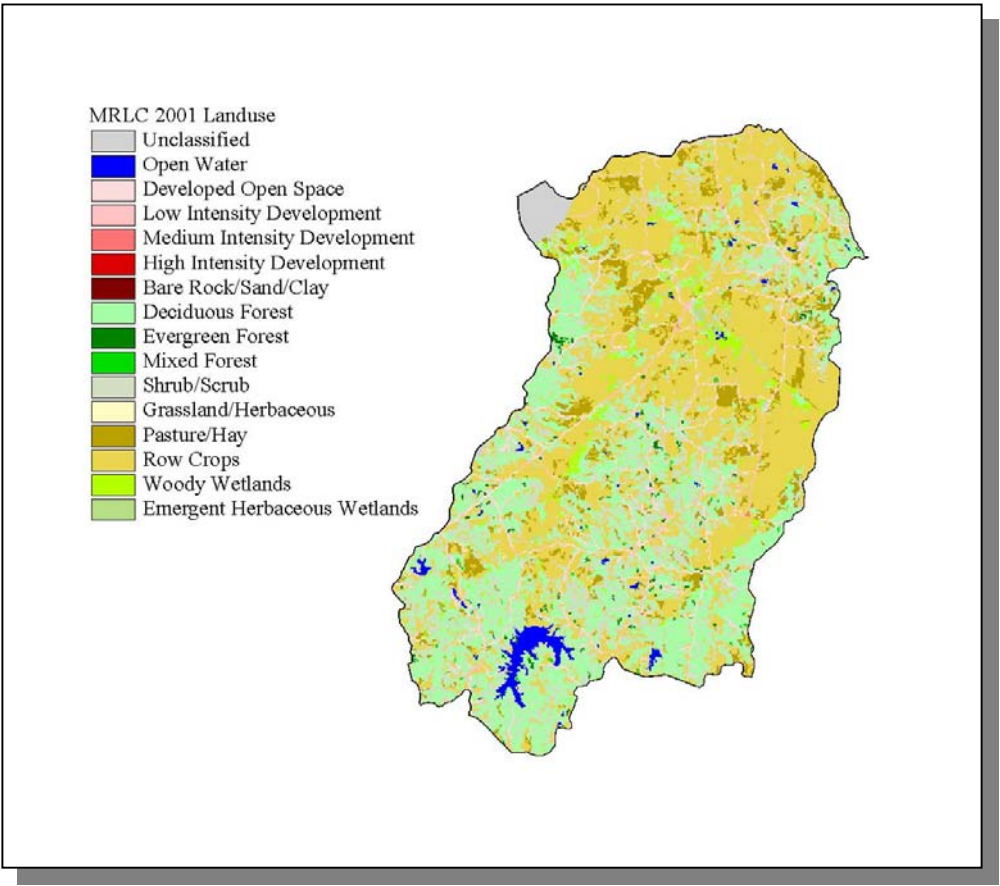 MRLC 2001 Landuse
Unclassified
Open Water
Developed Open Space
Low Intensity Development
Medium Intensity Development
High Intensity Development
Bare Rock/Sand/Clay
Deciduous Forest
Evergreen Forest
Mixed Forest
Shrub/Scrub
Grassland/Herbaceous
Pasture/Hay
Row Crops
Woody Wetlands
Emergent Herbaceous Wetlands